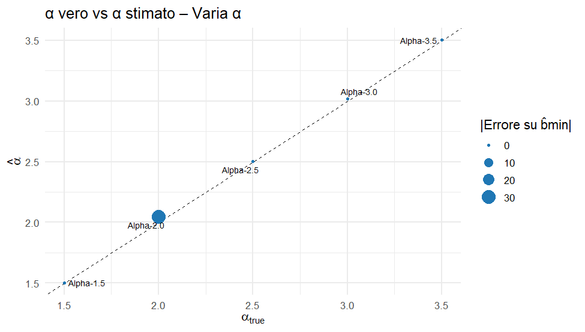 α vero vs α stimato – Varia α
3.5
3.0
2.5
2.0
1.5
α̂
Alpha-3.5
Alpha-3.0
Alpha-2.5
Alpha-2.0
Alpha-1.5
1.5 2.0 2.5 3.0 3.5
αtrue
|Errore su b̂min|
0
10
20
30